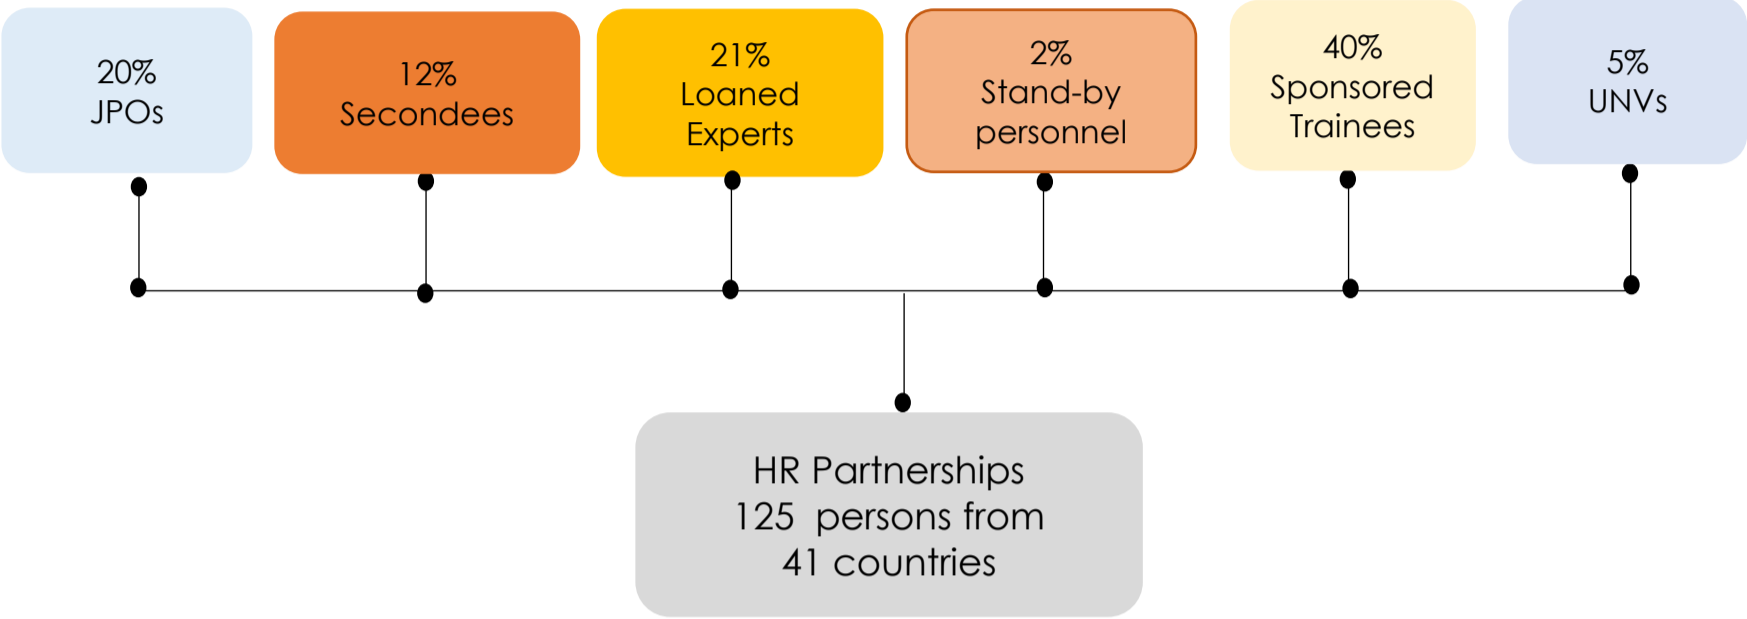 20%
JPOs
12%
Secondees
21%
Loaned
Experts
2%
Stand-by
personnel
40%
Sponsored
Trainees
5%
UNVs
HR Partnerships
125 persons from
41 countries